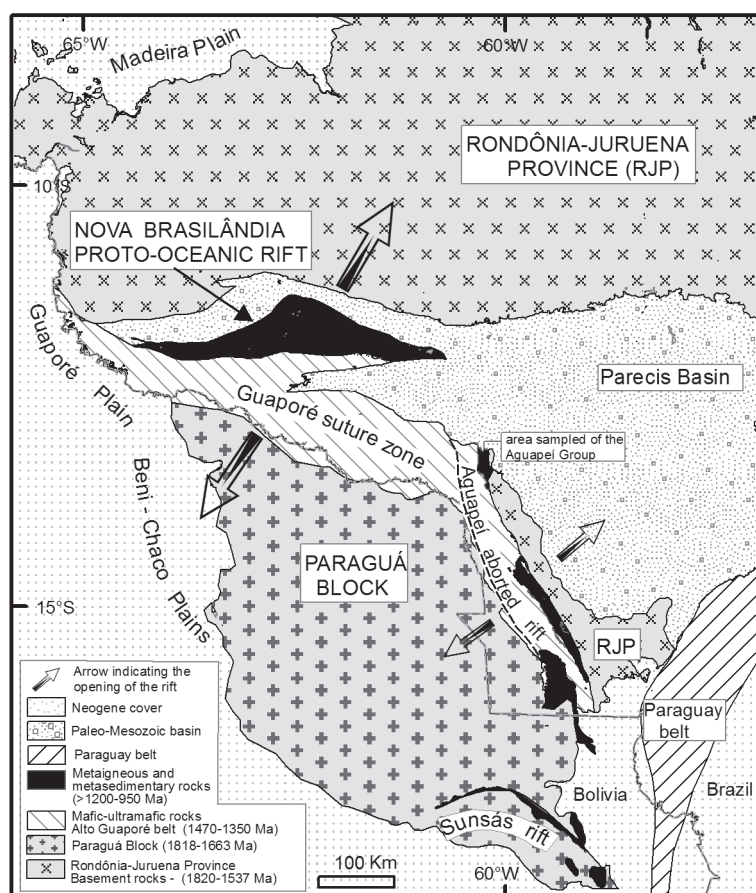 65°W
60°W
Madeira Plain
RONDÔNIA-JURUENA
PROVINCE (RJP)
10°S
NOVA BRASILÂNDIA
PROTO-OCEANIC RIFT
Guaporé Plain
Parecis Basin
Guaporé suture zone
area sampled of the
Aguapeí Group
Aguapeí aborted rift
Beni - Chaco Plains
PARAGUÁ
BLOCK
15°S
RJP
Arrow indicating the
opening of the rift
Neogene cover
Paleo-Mesozoic basin
Paraguay belt
Metaigneous and
metasedimentary rocks
(>1200-950 Ma)
Mafic-ultramafic rocks
Alto Guaporé belt (1470-1350 Ma)
Paraguá Block (1818-1663 Ma)
Rondônia-Juruena Province
Basement rocks - (1820-1537 Ma)
Paraguay
belt
Bolivia
Brazil
Sunsás rift
100 Km
60°W